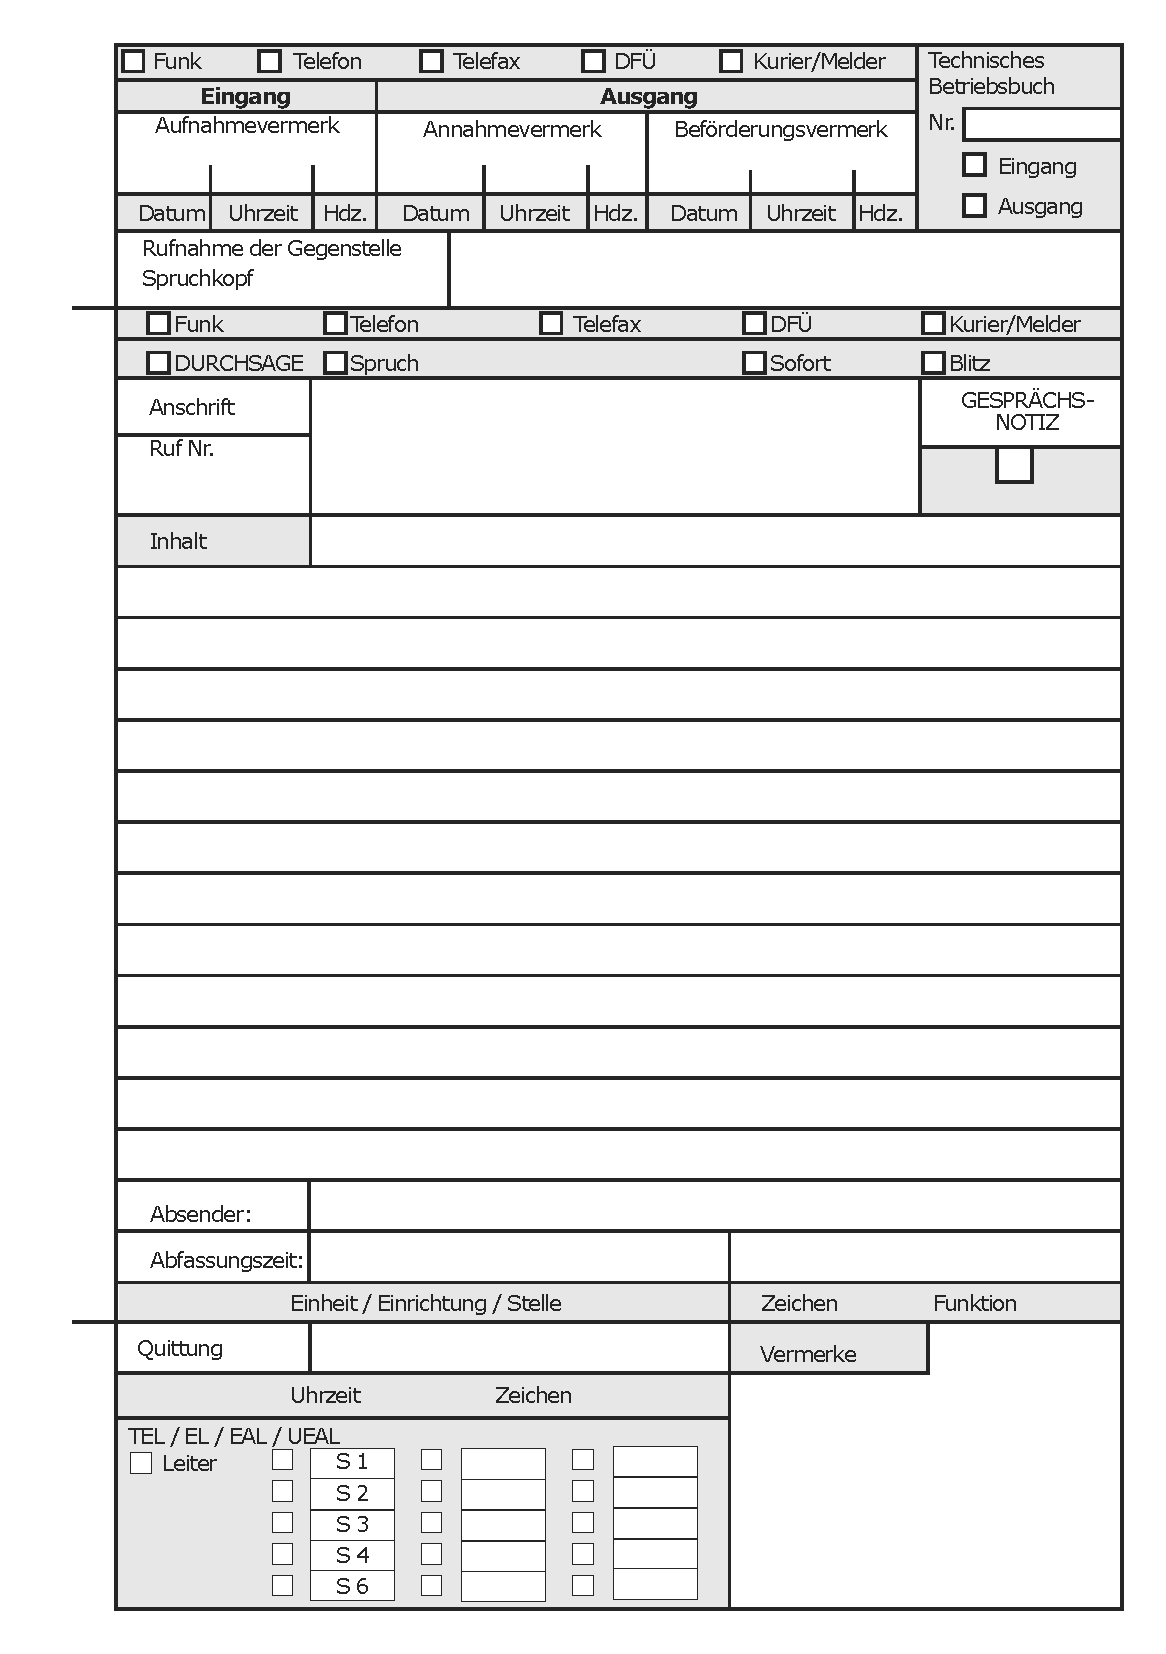 Funk Telefon Telefax DFÜ Kurier/Melder
Technisches
Betriebsbuch
Eingang Ausgang
Aufnahmevermerk Annahmevermerk Beförderungsvermerk
Nr.
Eingang
Ausgang
Datum Uhrzeit Hdz. Datum Uhrzeit Hdz. Datum Uhrzeit Hdz.
Rufnahme der Gegenstelle
Spruchkopf
Funk Telefon Telefax DFÜ Kurier/Melder
DURCHSAGE Spruch Sofort Blitz
Anschrift
GESPRÄCHS-
NOTIZ
Ruf Nr.
Inhalt
Absender:
Abfassungszeit:
Einheit / Einrichtung / Stelle Zeichen Funktion
Quittung
Vermerke
Uhrzeit Zeichen
TEL / EL / EAL / UEAL
Leiter S 1
S 2
S 3
S 4
S 6